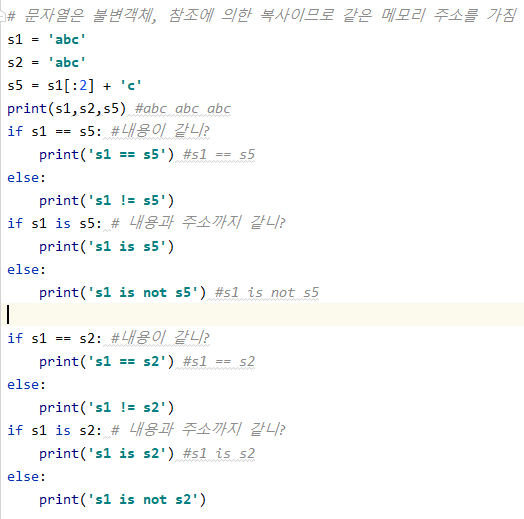 # 문자열은 불변객체, 참조에 의한 복사이므로 같은 메모리 주소를 가짐
s1 = 'abc'
s2 = 'abc'
s5 = s1[:2] + 'c'
print(s1,s2,s5) #abc abc abc
if s1 == s5: #내용이 같니?
    print('s1 == s5') #s1 == s5
else:
    print('s1 != s5')
if s1 is s5: # 내용과 주소까지 같니?
    print('s1 is s5')
else:
    print('s1 is not s5') #s1 is not s5
if s1 == s2: #내용이 같니?
    print('s1 == s2') #s1 == s2
else:
    print('s1 != s2')
if s1 is s2: # 내용과 주소까지 같니?
    print('s1 is s2') #s1 is s2
else:
    print('s1 is not s2')